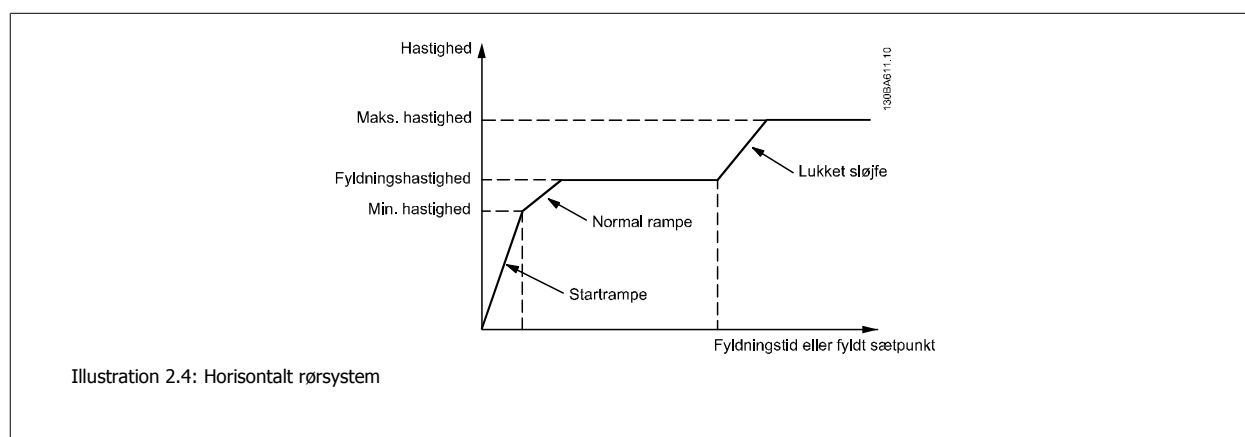 Hastighed
130BA611.10
Maks. hastighed
Lukket sløjfe
Fyldningshastighed
Min. hastighed
Normal rampe
Startrampe
Fyldningstid eller fyldt sætpunkt
Illustration 2.4: Horisontalt rørsystem